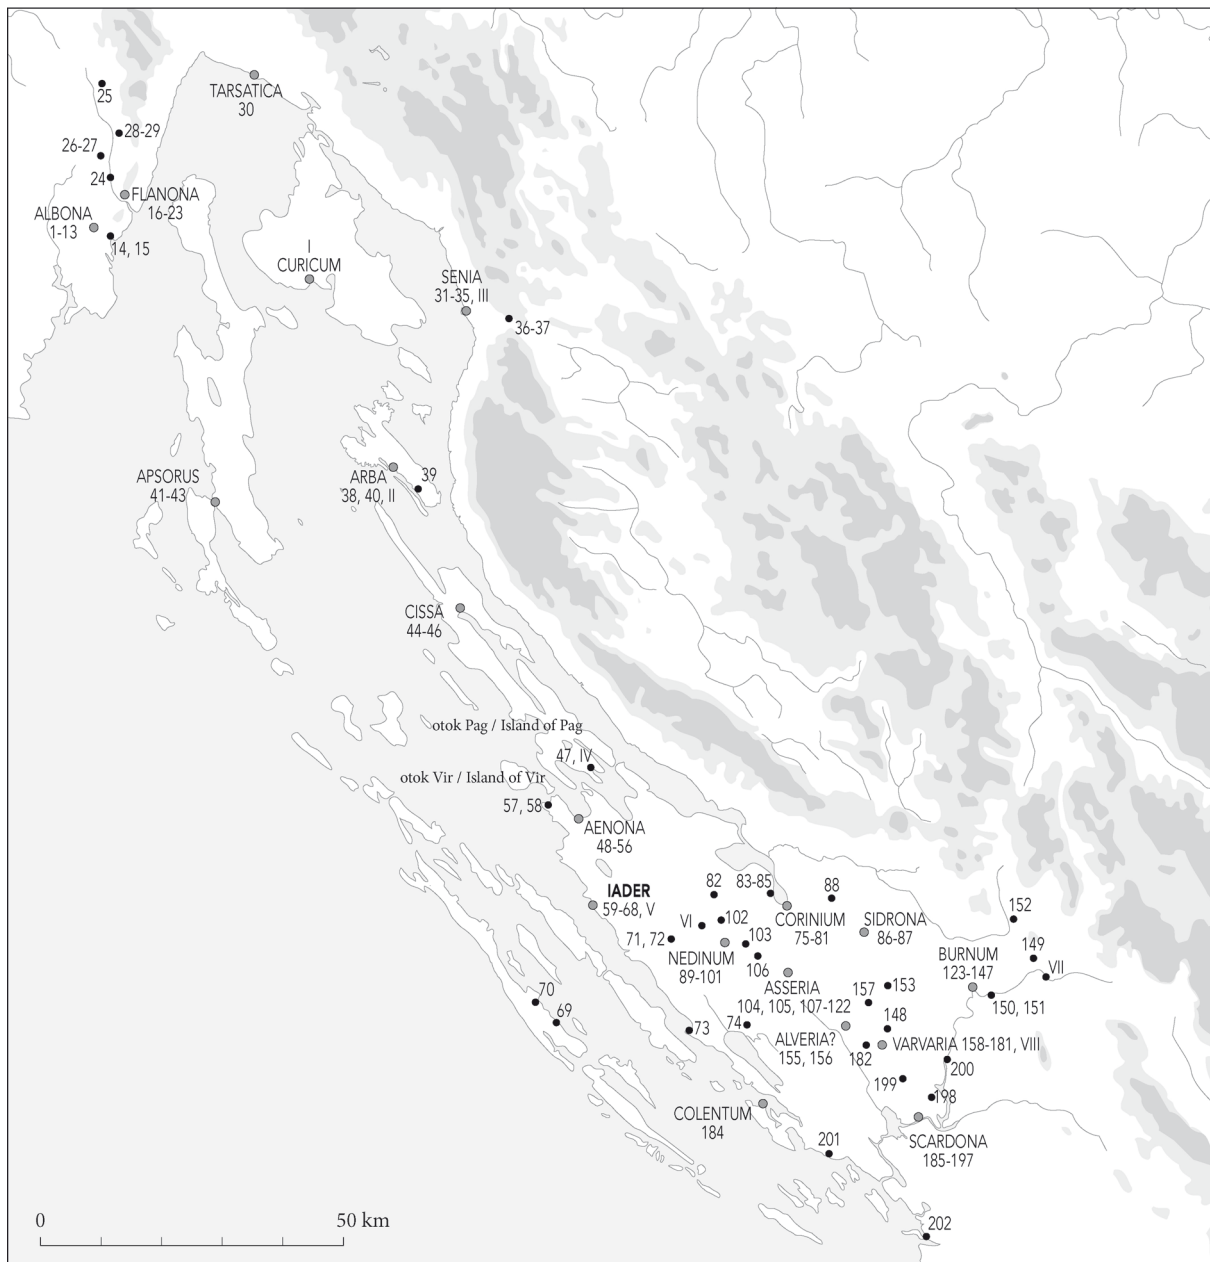 25
TARSATICA
30
28-29
26-27
24
FLANONA
16-23
ALBONA
1-13
14, 15
I
CURICUM
SENIA
31-35, III
36-37
APSORUS
41-43
ARBA
38, 40, II
39
CISSA
44-46
otok Pag / Island of Pag
47, IV
otok Vir / Island of Vir
57, 58
AENONA
48-56
IADER
59-68, V
82
83-85
88
VI
102
71, 72
103
CORINIUM
75-81
SIDRONA
86-87
152
NEDINUM
89-101
106
BURNUM
123-147
149
VII
150, 151
ASSERIA
104, 105, 107-122
157
153
148
70
69
73
74
ALVERIA?
155, 156
182
VARVARIA 158-181, VIII
200
199
198
COLENTUM
184
201
SCARDONA
185-197
202
0
50 km